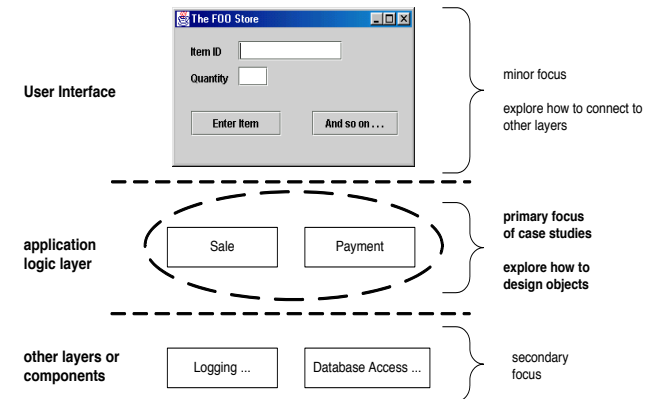 The FOO Store
Item ID
Quantity
Enter Item
And so on . . .
User Interface
minor focus
explore how to connect to
other layers
application
logic layer
Sale
Payment
primary focus
of case studies
explore how to
design objects
other layers or
components
Logging ...
Database Access ...
secondary
focus